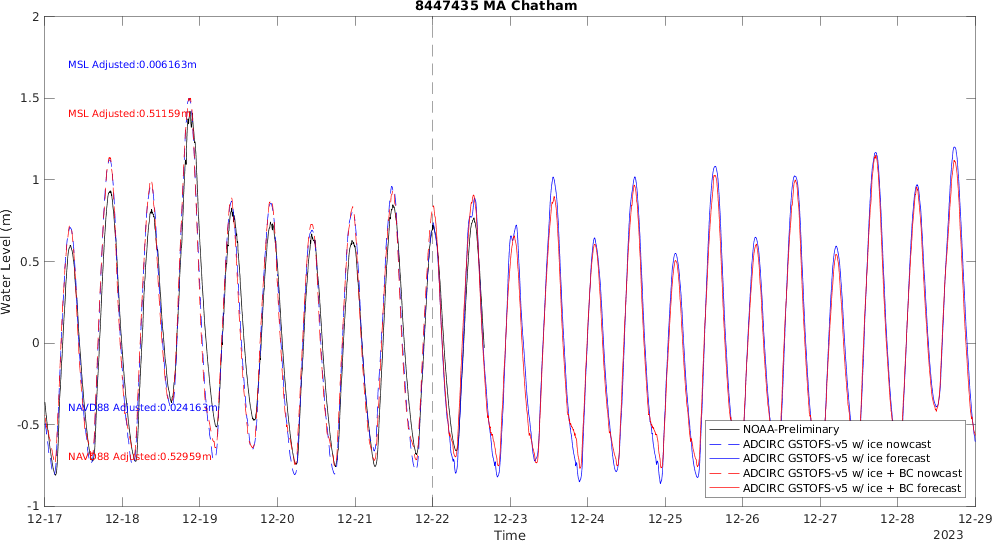 8447435 MA Chatham
2
1.5
1
0.5
0
-0.5
-1
Water Level (m)
MSL Adjusted:0.006163m
MSL Adjusted:0.51159m
NAVD88 Adjusted:0.024163m
NAVD88 Adjusted:0.52959m
NOAA-Preliminary
ADCIRC GSTOFS-v5 w/ ice nowcast
ADCIRC GSTOFS-v5 w/ ice forecast
ADCIRC GSTOFS-v5 w/ ice + BC nowcast
ADCIRC GSTOFS-v5 w/ ice + BC forecast
12-17 12-18 12-19 12-20 12-21 12-22 12-23 12-24 12-25 12-26 12-27 12-28 12-29
Time
2023